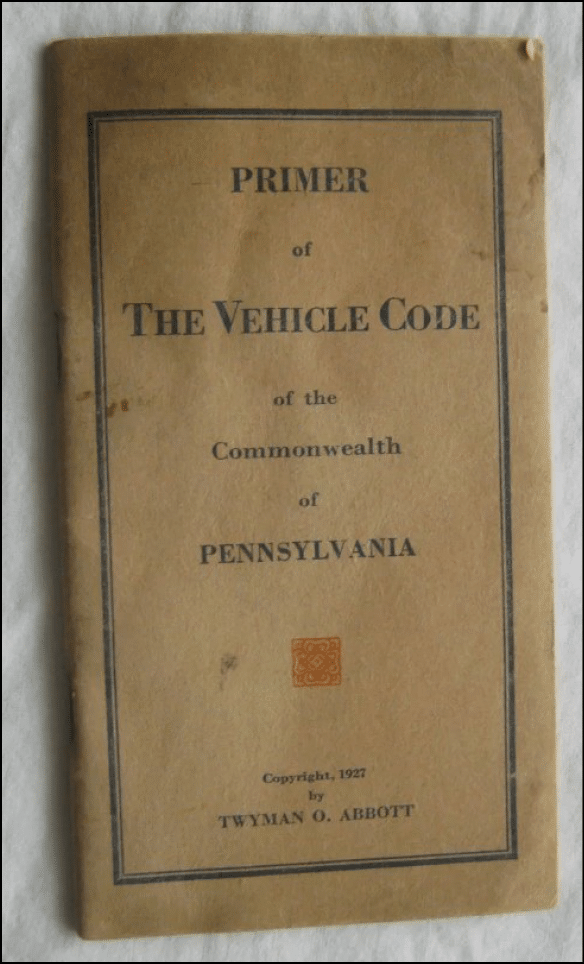 PRIMER
of
THE VEHICLE CODE
of the
Commonwealth
of
PENNSYLVANIA
Copyright, 1927
by
TWYMAN O. ABBOTT